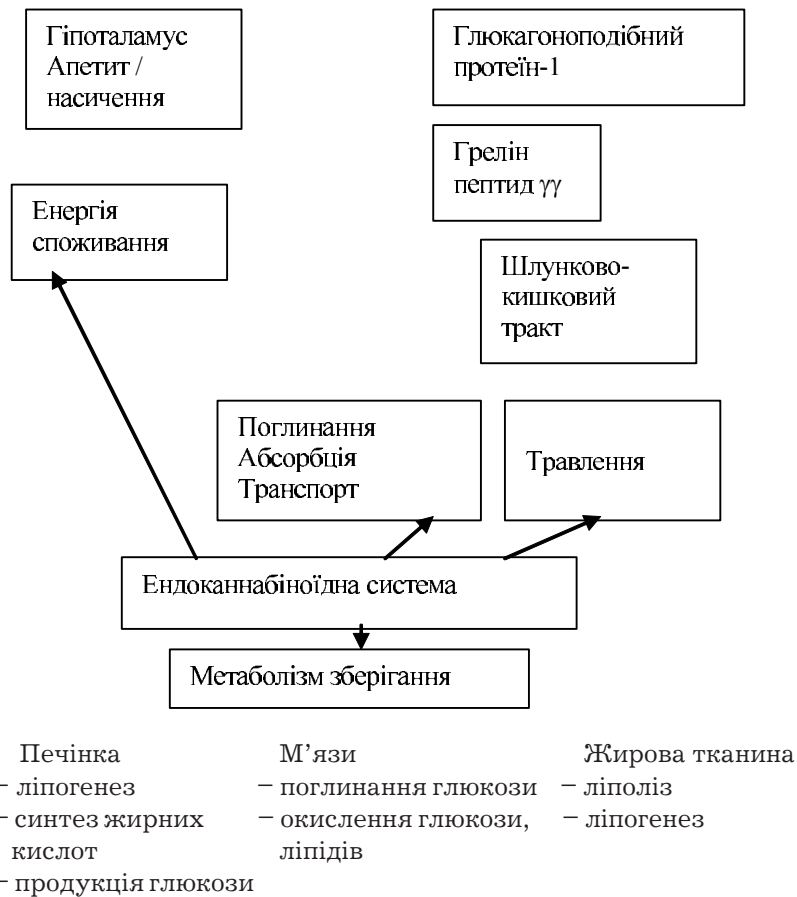 Гіпоталамус
Апетит /
насичення
Глюкагоноподібний
протеїн-1
Грелін
пептид γγ
Енергія
споживання
Шлунково-
кишковий
тракт
Поглинання
Абсорбція
Транспорт
Травлення
Ендоканнабіноїдна система
Метаболізм зберігання
Печінка
– ліпогенез
– синтез жирних
кислот
– продукція глюкози
М’язи
– поглинання глюкози
– окислення глюкози,
ліпідів
Жирова тканина
– ліполіз
– ліпогенез